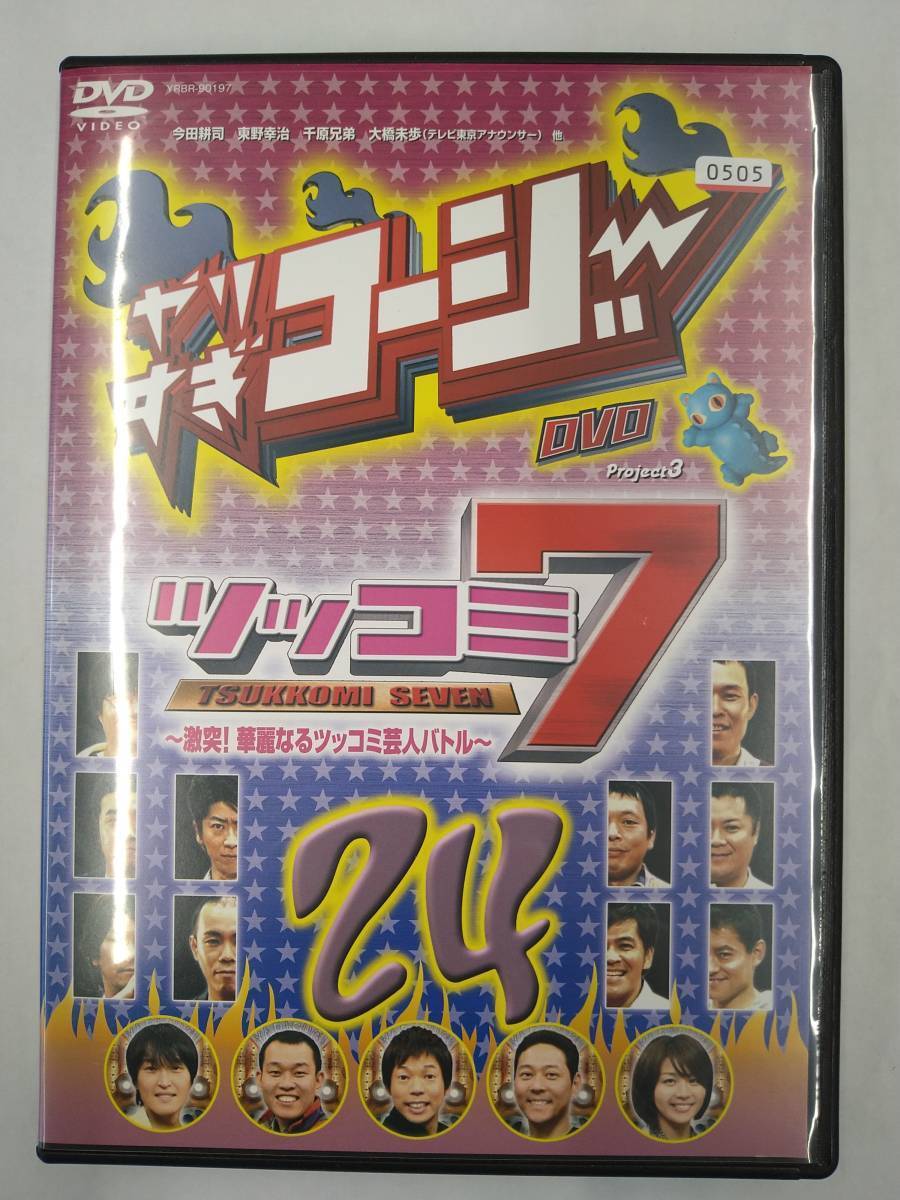 DVD
VIDEO
YRBR-90197
今田耕司 東野幸治 千原兄弟 大橋未歩(テレビ東京アナウンサー) 他
0505
ヤリ
すぎ
コージー
DVD
Project3
ツッコミ7
TSUKKOMI SEVEN
～激突!華麗なるツッコミ芸人バトル～
24